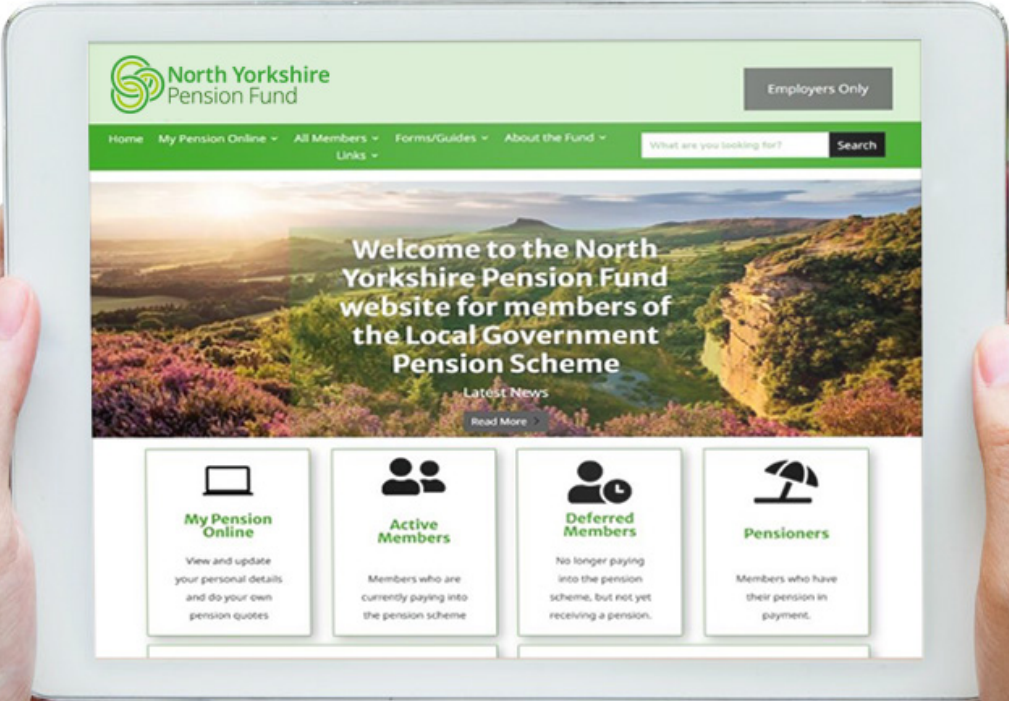 North Yorkshire
Pension Fund
Employers Only
Home My Pension Online All Members Forms/Guides About the Fund
Links
What are you looking for?
Search
Welcome to the North
Yorkshire Pension Fund
website for members of
the Local Government
Pension Scheme
Latest News
Read More
My Pension
Online
View and update
your personal details
and do your own
pension quotes
Active
Members
Members who are
currently paying into
the pension scheme
Deferred
Members
No longer paying
into the pension
scheme, but not yet
receiving a pension.
Pensioners
Members who have
their pension in
payment.